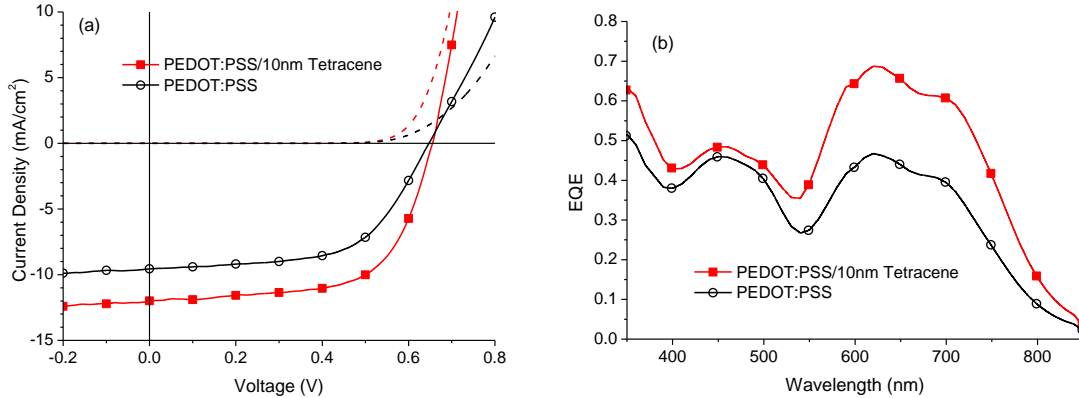 (a)
10
5
0
-5
-10
-15
Current Density (mA/cm²)
PEDOT:PSS/10nm Tetracene
PEDOT:PSS
-0.2 0.0 0.2 0.4 0.6 0.8
Voltage (V)
(b)
0.8
0.7
0.6
0.5
0.4
0.3
0.2
0.1
0.0
EQE
PEDOT:PSS/10nm Tetracene
PEDOT:PSS
400 500 600 700 800
Wavelength (nm)